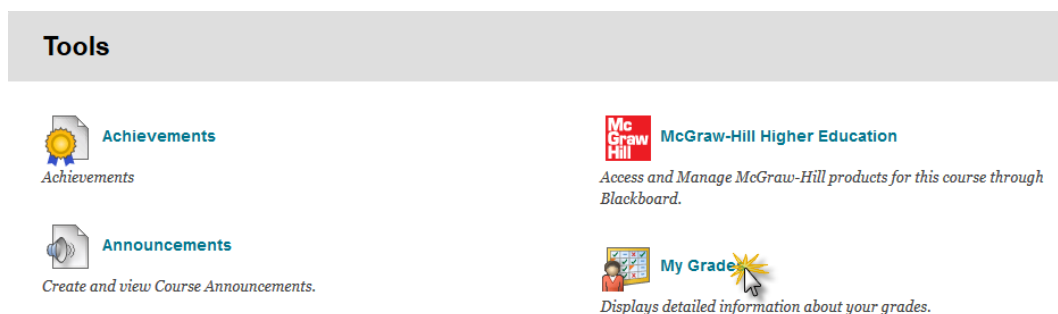 Tools
Achievements
Achievements
Announcements
Create and view Course Announcements.
Mc
Graw
Hill
McGraw-Hill Higher Education
Access and Manage McGraw-Hill products for this course through
Blackboard.
My Grades
Displays detailed information about your grades.